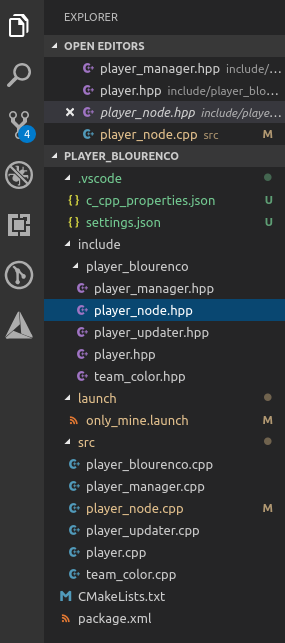 EXPLORER
OPEN EDITORS
player_manager.hpp include/...
player.hpp include/player_blo...
player_node.hpp include/playe...
player_node.cpp src M
4
PLAYER_BLOURENCO
.vscode
{ } c_cpp_properties.json U
{ } settings.json U
include
player_blourenco
player_manager.hpp
player_node.hpp
player_updater.hpp
player.hpp
team_color.hpp
launch
only_mine.launch M
src
player_blourenco.cpp
player_manager.cpp
player_node.cpp M
player_updater.cpp
player.cpp
team_color.cpp
M CMakeLists.txt
package.xml